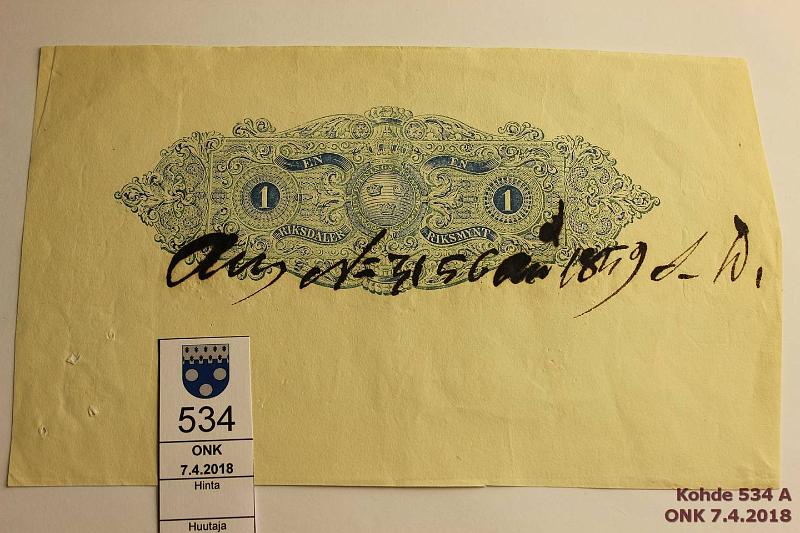 EN EN
1 1
RIKSDALER RIKSMYNT
1859
534
ONK
7.4.2018
Hinta
Huutaja
Kohde 534 A
ONK 7.4.2018